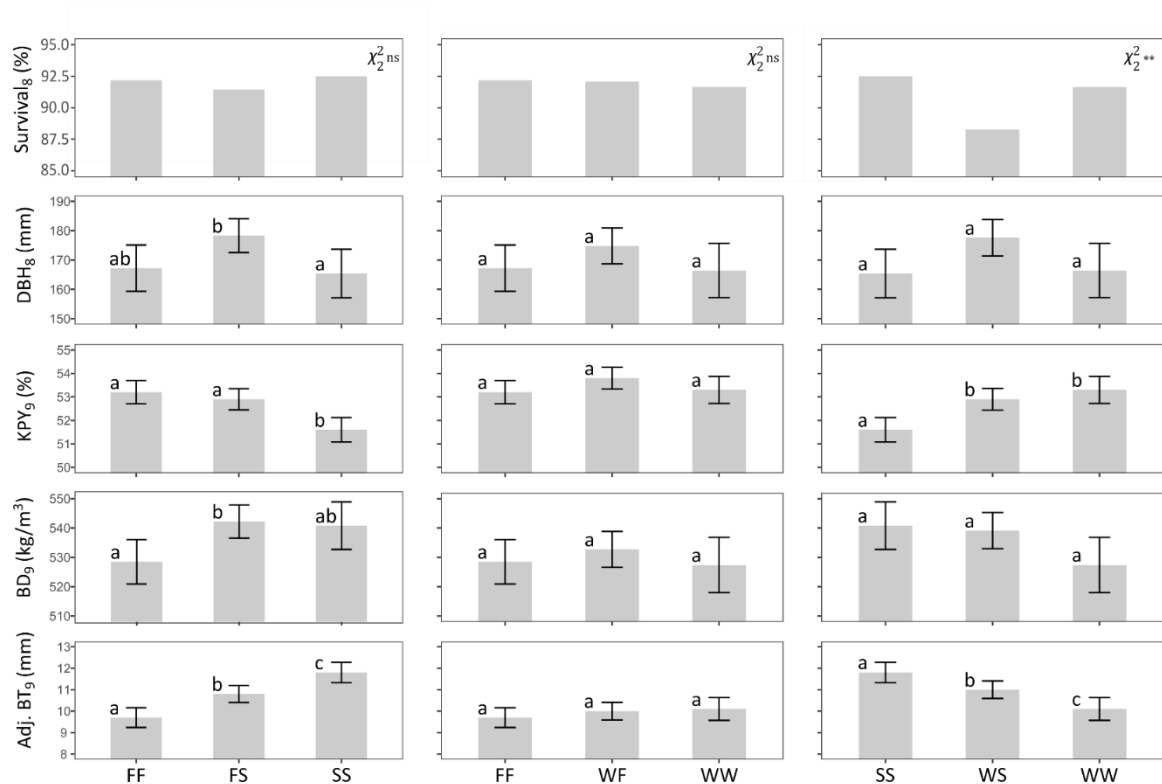 Survival₈ (%)
95.0
92.5
90.0
87.5
85.0
χ²₂ ns
χ²₂ ns
χ²₂ **
DBH₈ (mm)
190
180
170
160
150
ab b a
a a a
a a a
KPY₉ (%)
55
54
53
52
51
50
a a b
a a a
a b b
BD₉ (kg/m³)
550
540
530
520
510
a b ab
a a a
a a a
Adj. BT₉ (mm)
13
12
11
10
9
8
a b c
a a a
a b c
FF FS SS FF WF WW SS WS WW